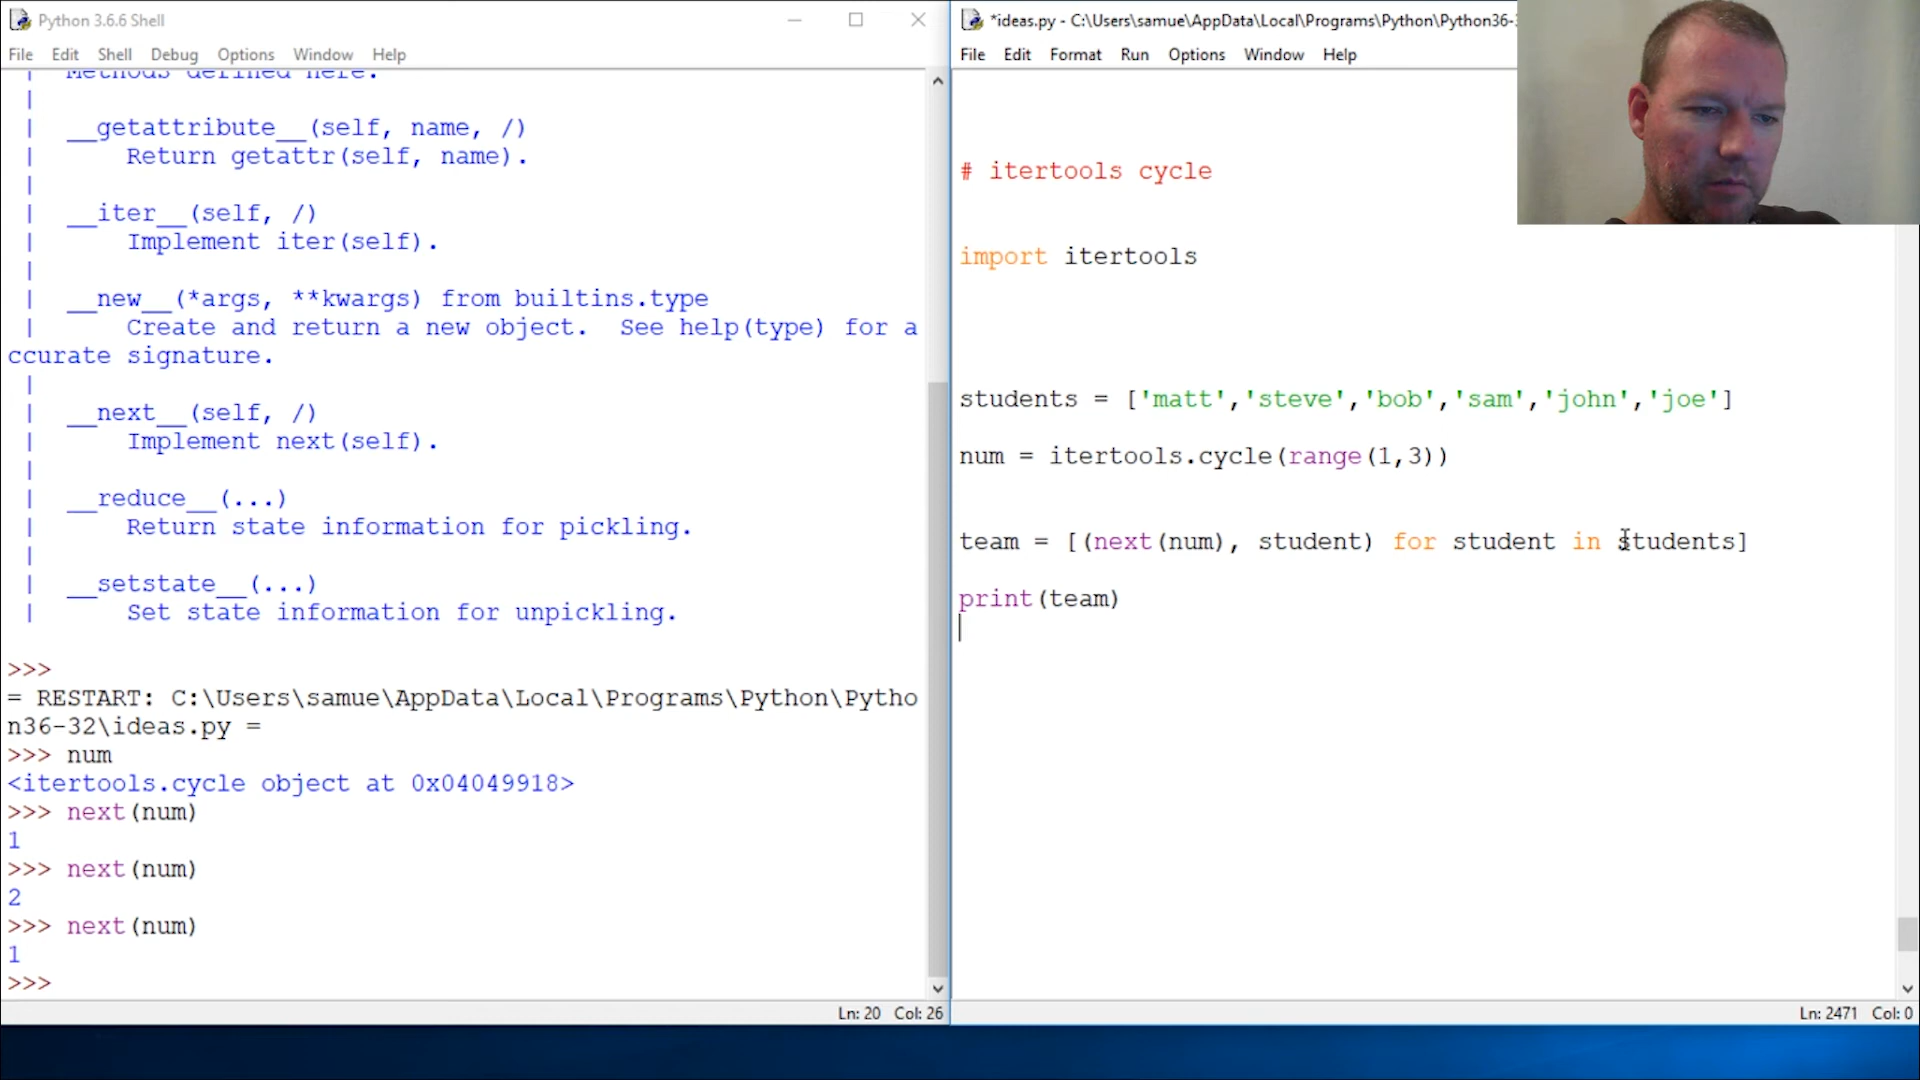 Python 3.6.6 Shell
File Edit Shell Debug Options Window Help
| Methods defined here:
|
| __getattribute__(self, name, /)
| Return getattr(self, name).
|
| __iter__(self, /)
| Implement iter(self).
|
| __new__(*args, **kwargs) from builtins.type
| Create and return a new object.  See help(type) for a
ccurate signature.
|
| __next__(self, /)
| Implement next(self).
|
| __reduce__(...)
| Return state information for pickling.
|
| __setstate__(...)
| Set state information for unpickling.
>>>
= RESTART: C:\Users\samue\AppData\Local\Programs\Python\Pytho
n36-32\ideas.py =
>>> num
<itertools.cycle object at 0x04049918>
>>> next(num)
1
>>> next(num)
2
>>> next(num)
1
>>>
Ln: 20 Col: 26
*ideas.py - C:\Users\samue\AppData\Local\Programs\Python\Python36-
File Edit Format Run Options Window Help
# itertools cycle
import itertools
students = ['matt','steve','bob','sam','john','joe']
num = itertools.cycle(range(1,3))
team = [(next(num), student) for student in students]
print(team)
Ln: 2471 Col: 0